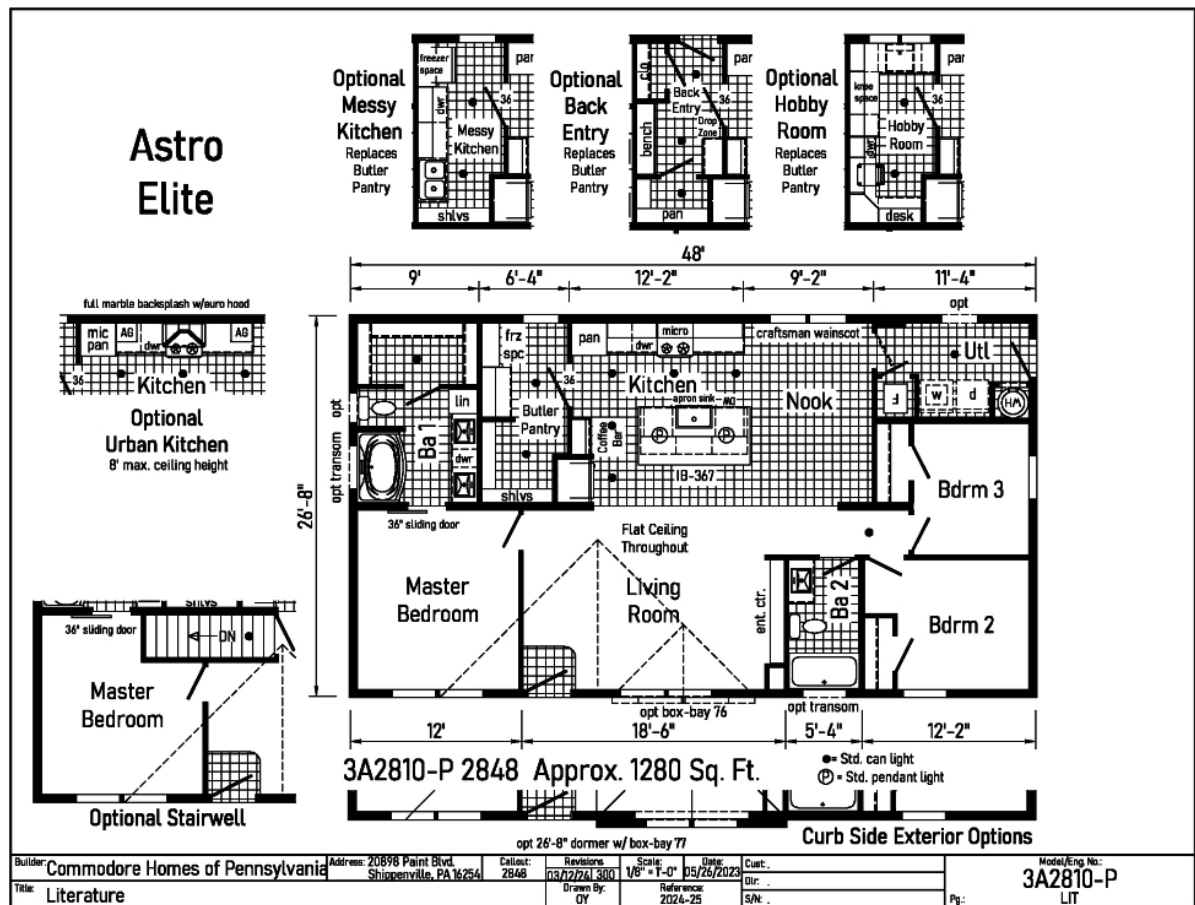 Astro
Elite
Optional
Messy
Kitchen
Replaces
Butler
Pantry
freezer
space
par
36
dwr
Messy
Kitchen
shlvs
Optional
Back
Entry
Replaces
Butler
Pantry
clo
par
Back
Entry
36
bench
Drop
Zone
pan
Optional
Hobby
Room
Replaces
Butler
Pantry
par
knee
space
36
Hobby
Room
dwr
desk
48'
9'
6'-4"
12'-2"
9'-2"
11'-4"
opt
full marble backsplash w/euro hood
mic
pan
AG
dwr
AG
36
Kitchen
Optional
Urban Kitchen
8' max. ceiling height
26'-8"
opt
opt transom
frz
spc
pan
dwr
micro
craftsman wainscot
Utl
36
Kitchen
apron sink
DW
Nook
F
W
D
WH
lin
Ba 1
dwr
Butler
Pantry
Coffee
Bar
P
P
IB-367
shlvs
Bdrm 3
36" sliding door
Flat Ceiling
Throughout
Master
Bedroom
Living
Room
ent. ctr.
Ba 2
Bdrm 2
opt box-bay 76
opt transom
shlvs
36" sliding door
DN
Master
Bedroom
Optional Stairwell
12'
18'-6"
5'-4"
12'-2"
3A2810-P 2848 Approx. 1280 Sq. Ft.
= Std. can light
P = Std. pendant light
opt 26'-8" dormer w/ box-bay 77
Curb Side Exterior Options
Builder: Commodore Homes of Pennsylvania
Address: 20898 Paint Blvd.
Shippenville, PA 16254
Callout:
2848
Revisions
03/12/24 300
Scale:
1/8" = 1'-0"
Date:
05/26/2023
Cust.: .
Dlr: .
S/N: .
Model/Eng. No.:
3A2810-P
Title: Literature
Drawn By:
OY
Reference:
2024-25
Pg.: LIT